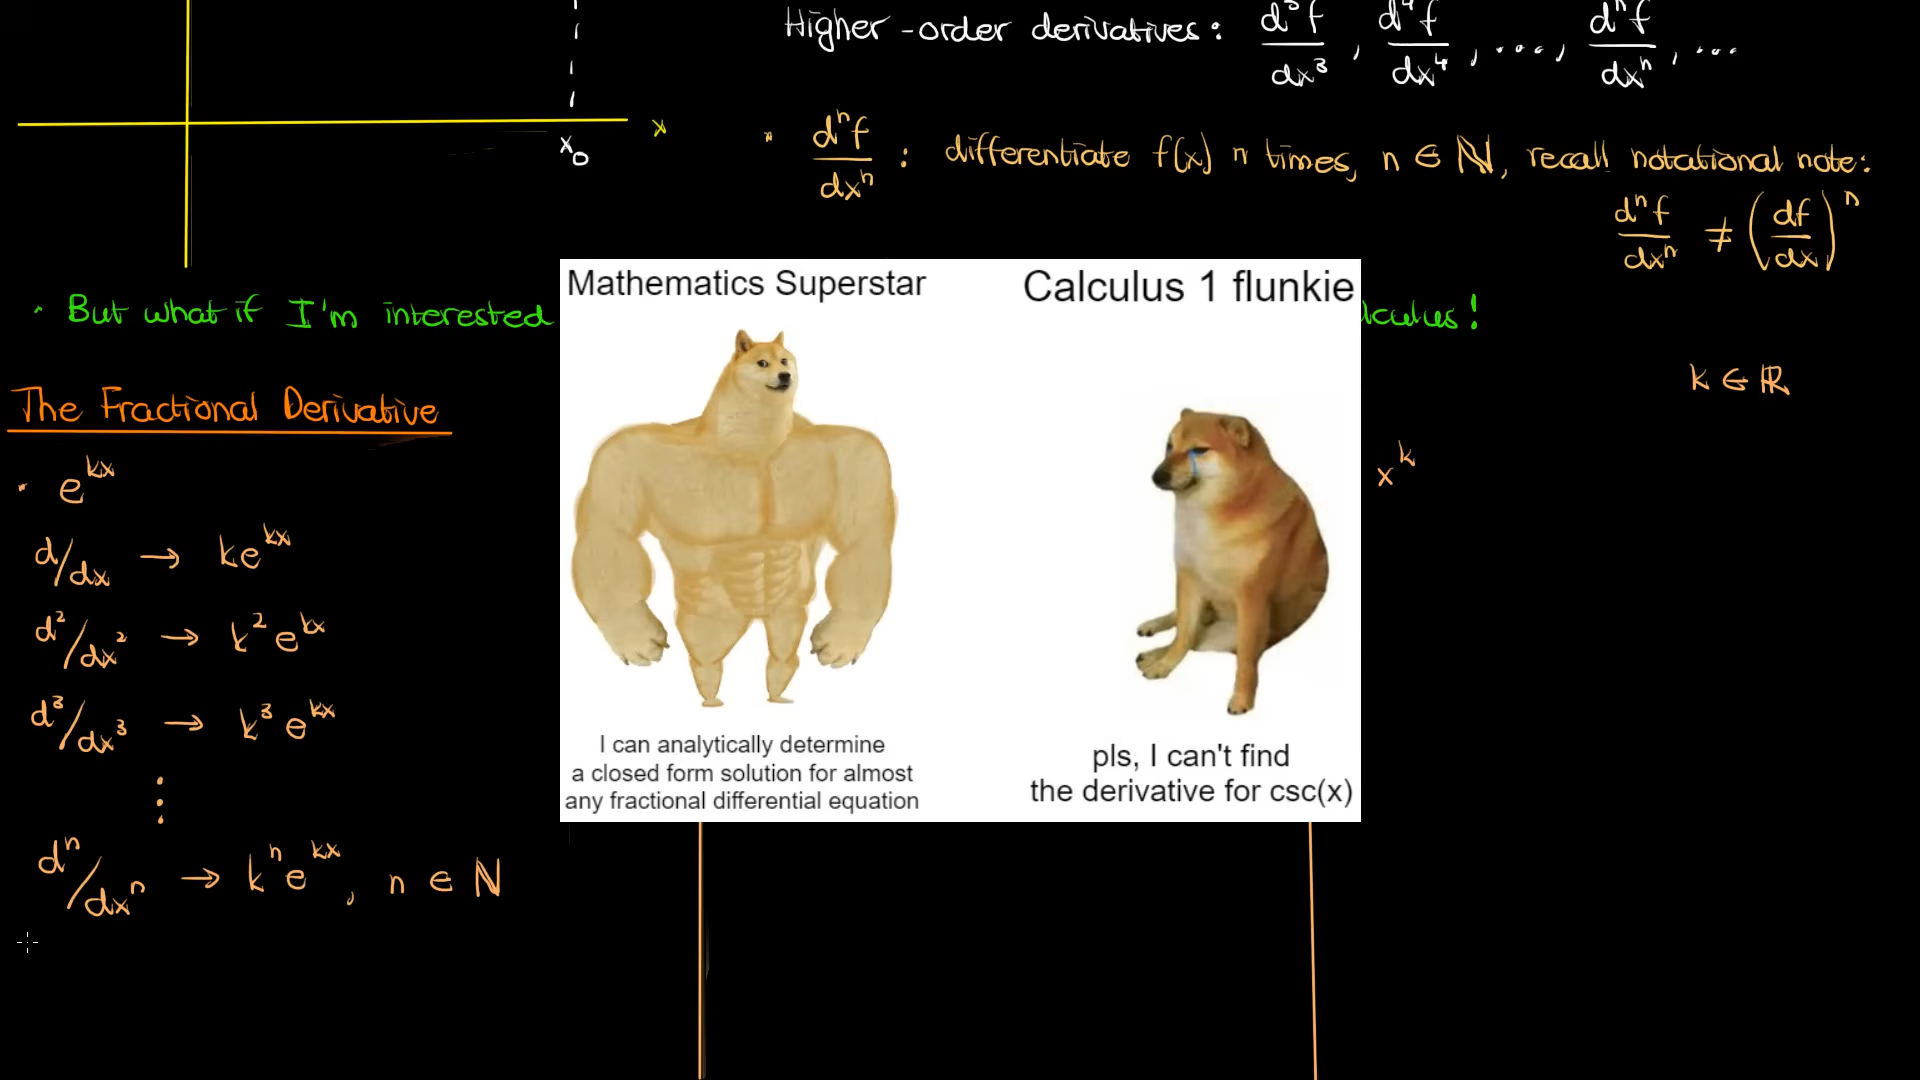 Higher-order derivatives: d³f/dx³, d⁴f/dx⁴, ..., dⁿf/dxⁿ, ...
x
x₀
· dⁿf/dxⁿ : differentiate f(x) n times, n ∈ ℕ, recall notational note:
dⁿf/dxⁿ ≠ (df/dx)ⁿ
Mathematics Superstar
Calculus 1 flunkie
· But what if I'm interested
lculus!
k ∈ ℝ
The Fractional Derivative
· e^kx
x^k
d/dx → ke^kx
d²/dx² → k²e^kx
d³/dx³ → k³e^kx
⋮
dⁿ/dxⁿ → kⁿe^kx, n ∈ ℕ
I can analytically determine
a closed form solution for almost
any fractional differential equation
pls, I can't find
the derivative for csc(x)